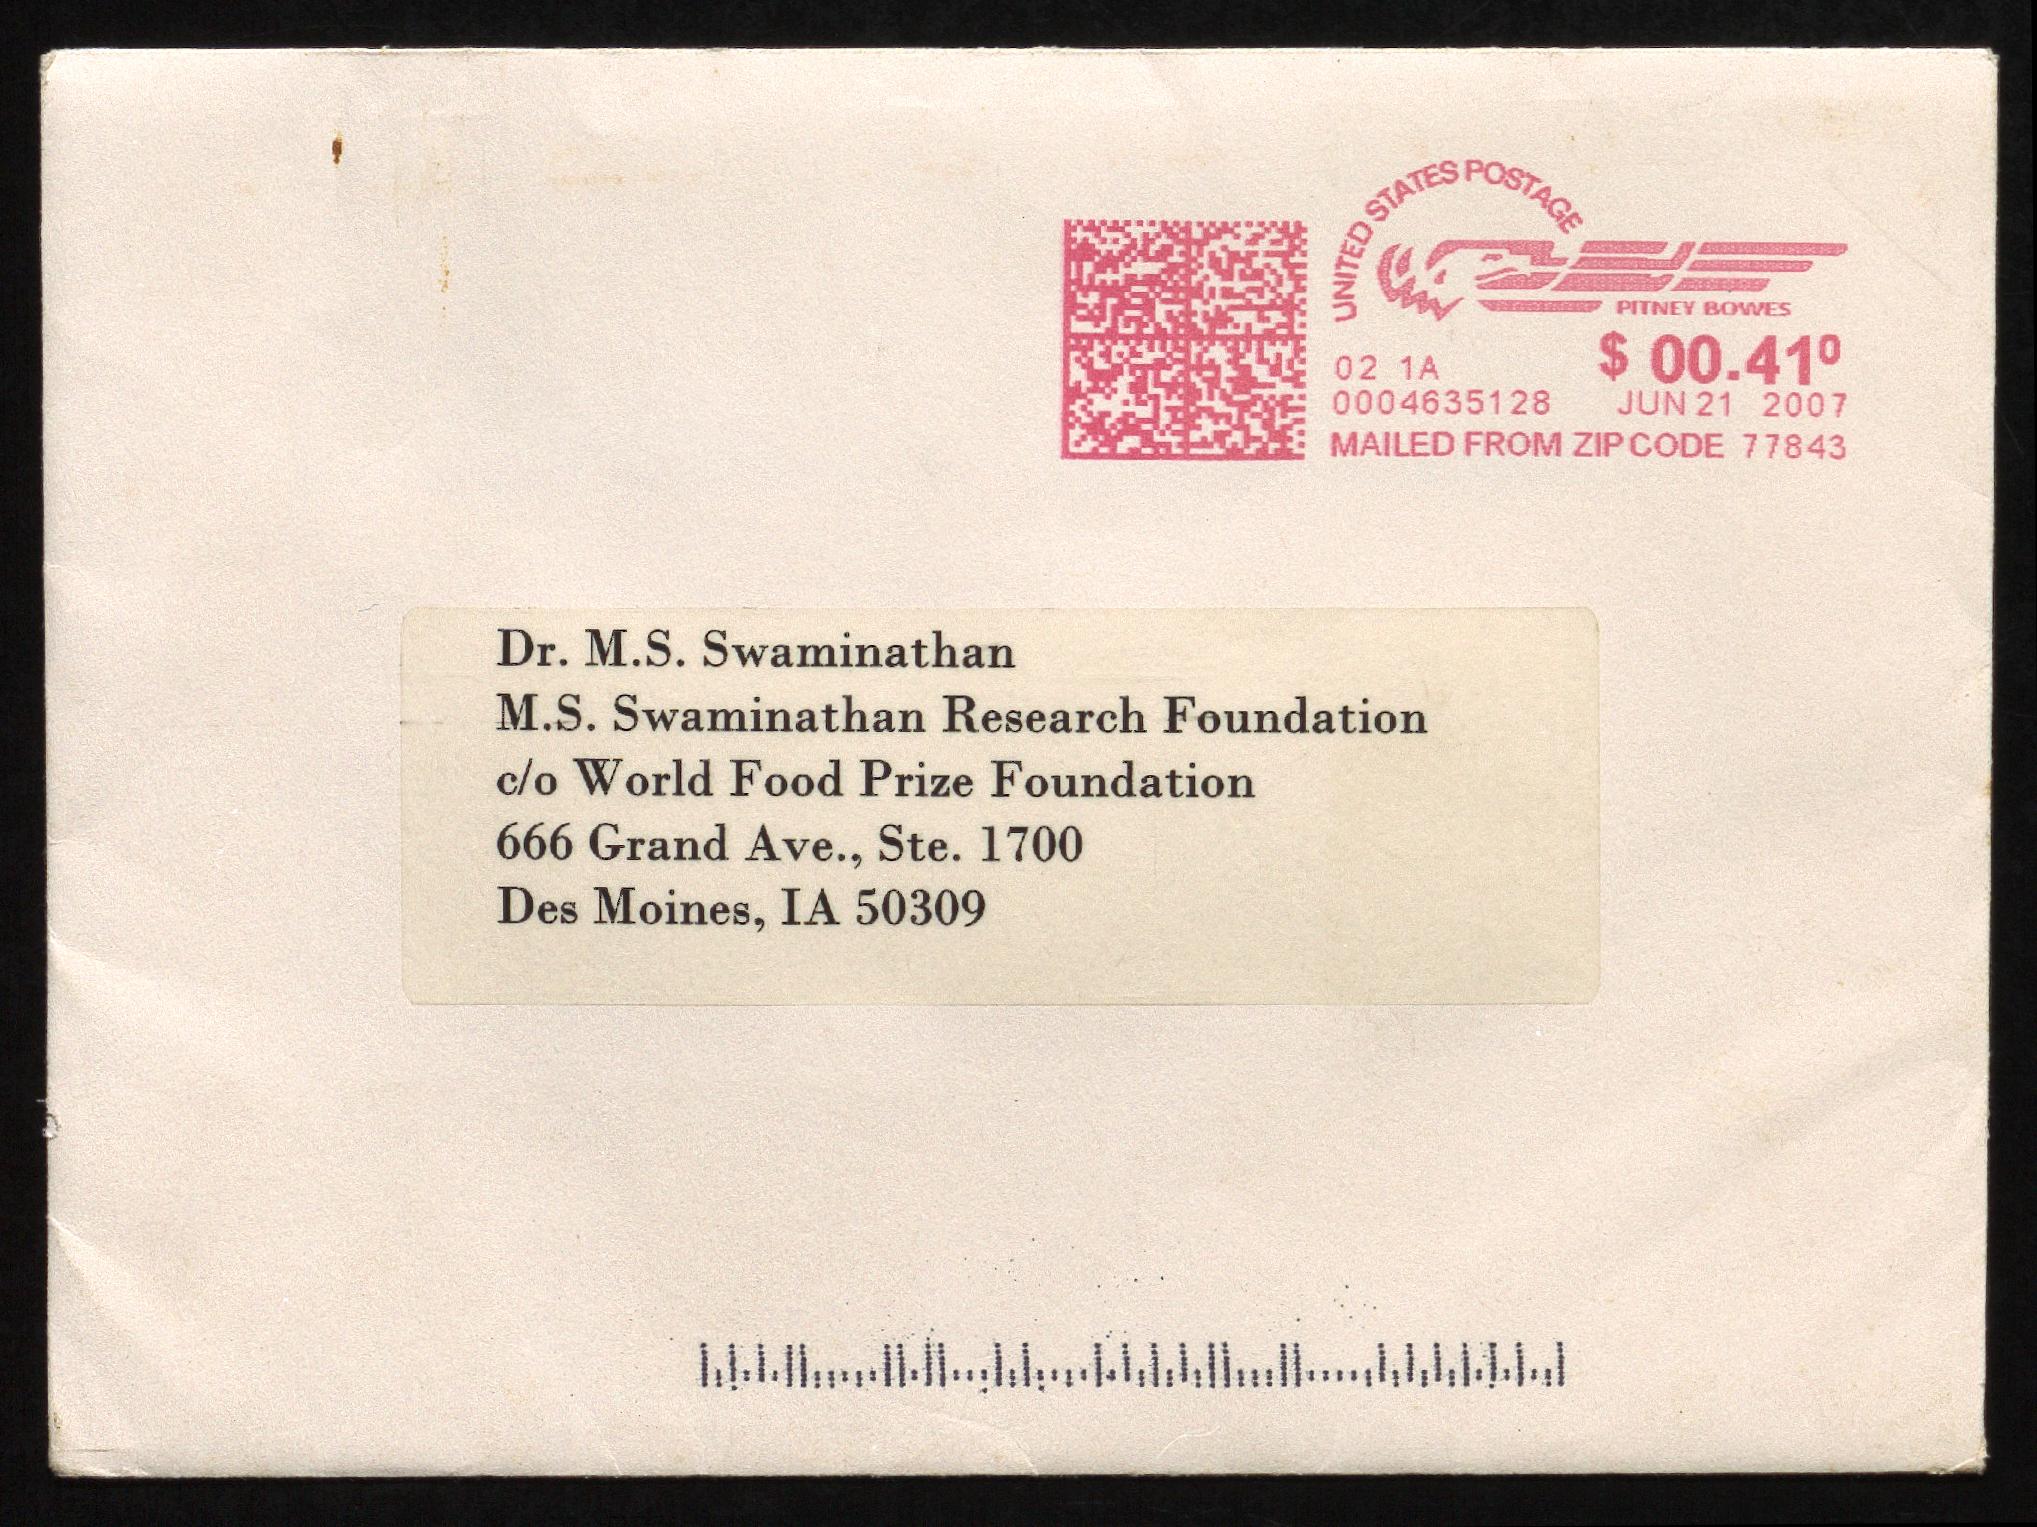 UNITED STATES POSTAGE
PITNEY BOWES
02 1A $ 00.41⁰
0004635128 JUN 21 2007
MAILED FROM ZIP CODE 77843
Dr. M.S. Swaminathan
M.S. Swaminathan Research Foundation
c/o World Food Prize Foundation
666 Grand Ave., Ste. 1700
Des Moines, IA 50309